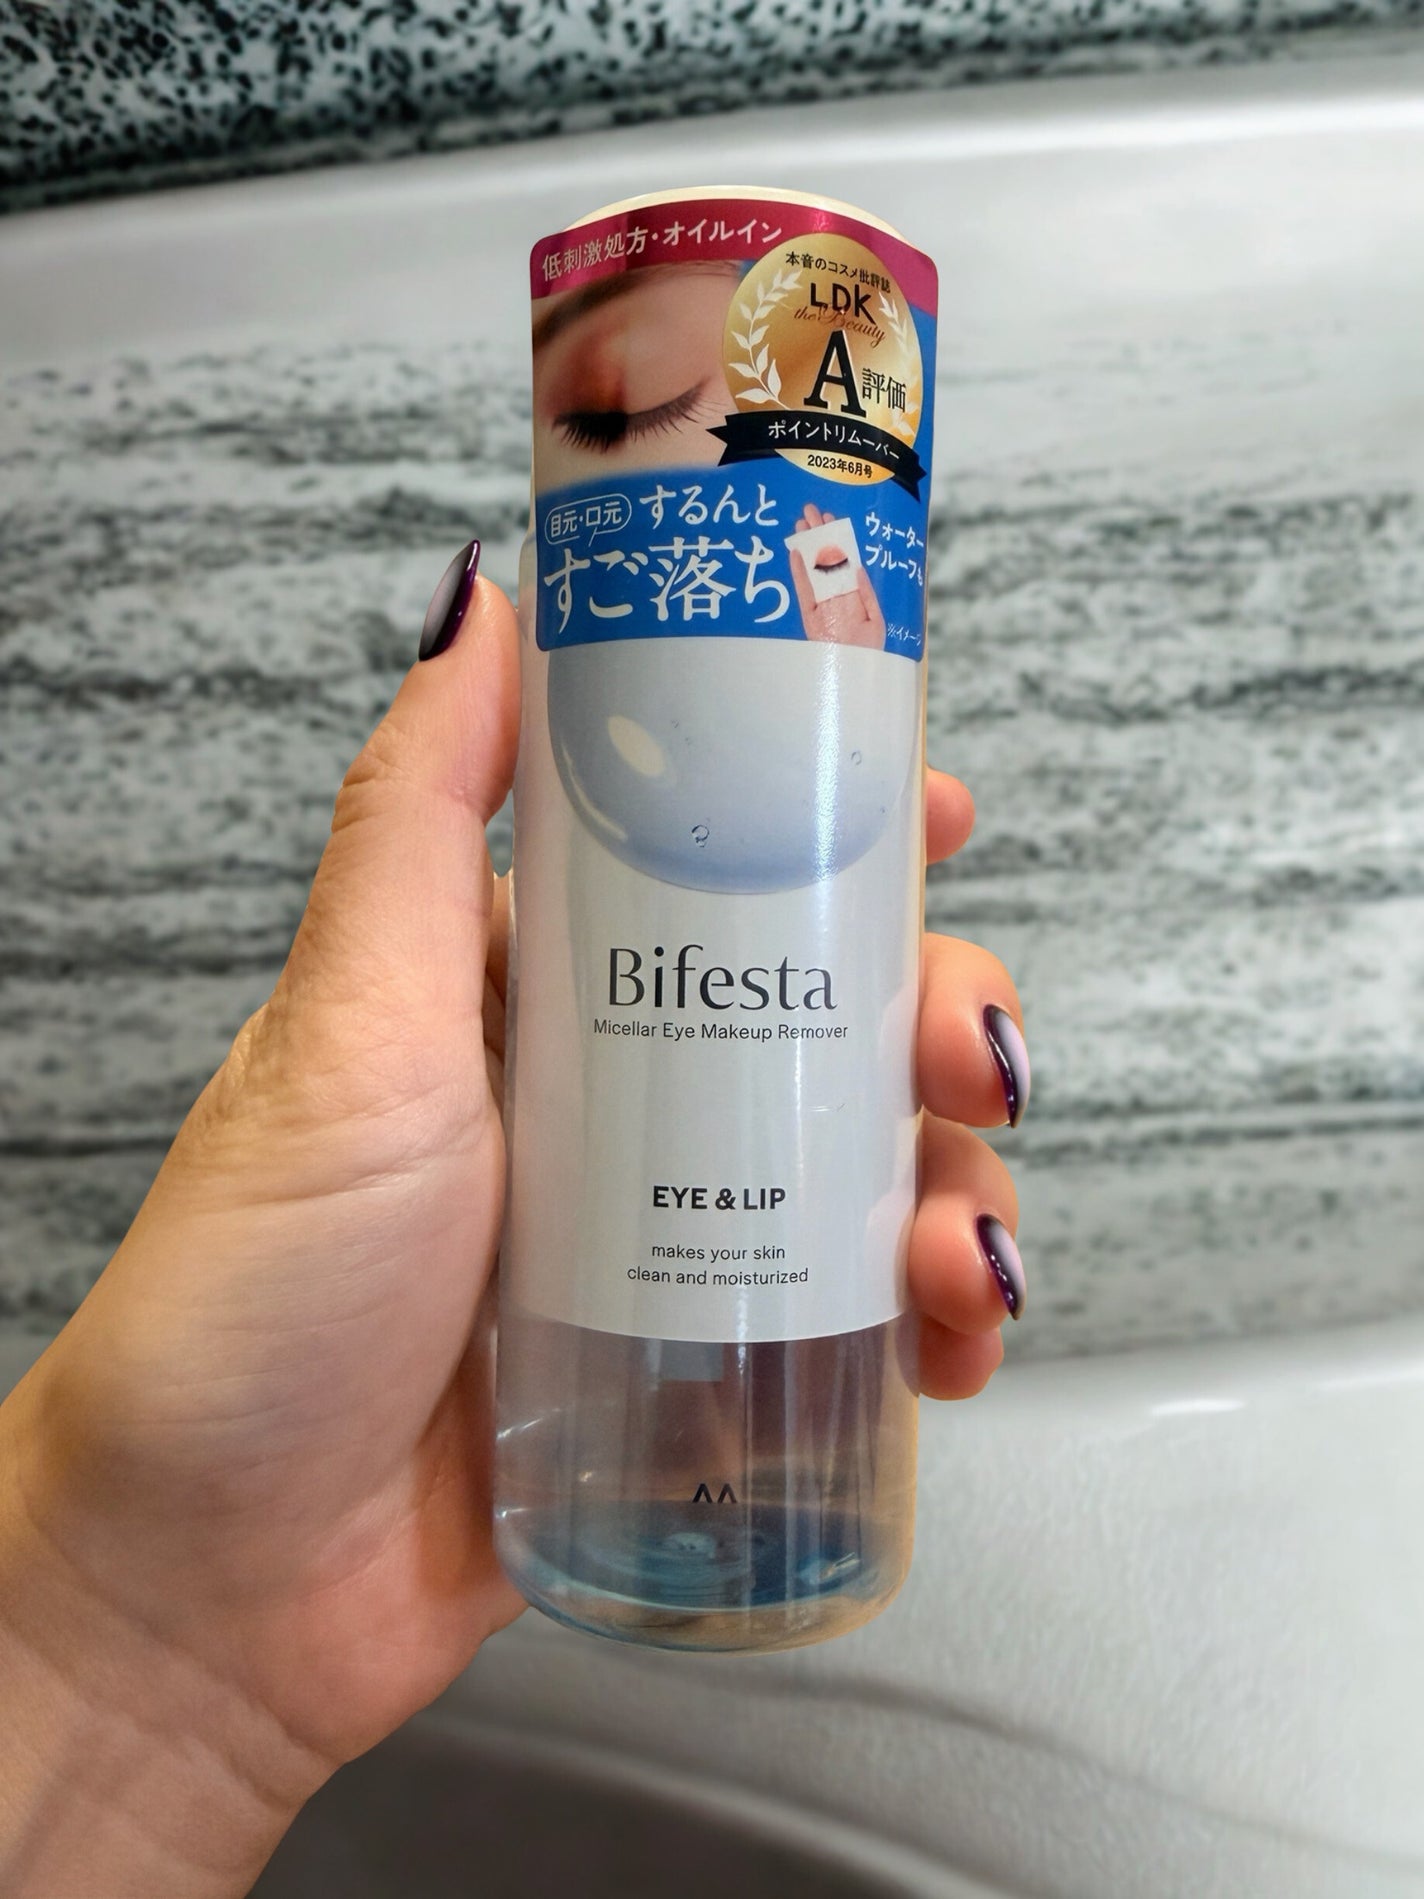 低刺激処方・オイルイン
本音のコスメ批評誌
LDK
the Beauty
A評価
ポイントリムーバー
2023年6月号
目元・口元 するんと
すご落ち
ウォーター
プルーフも
※イメージ
Bifesta
Micellar Eye Makeup Remover
EYE & LIP
makes your skin
clean and moisturized